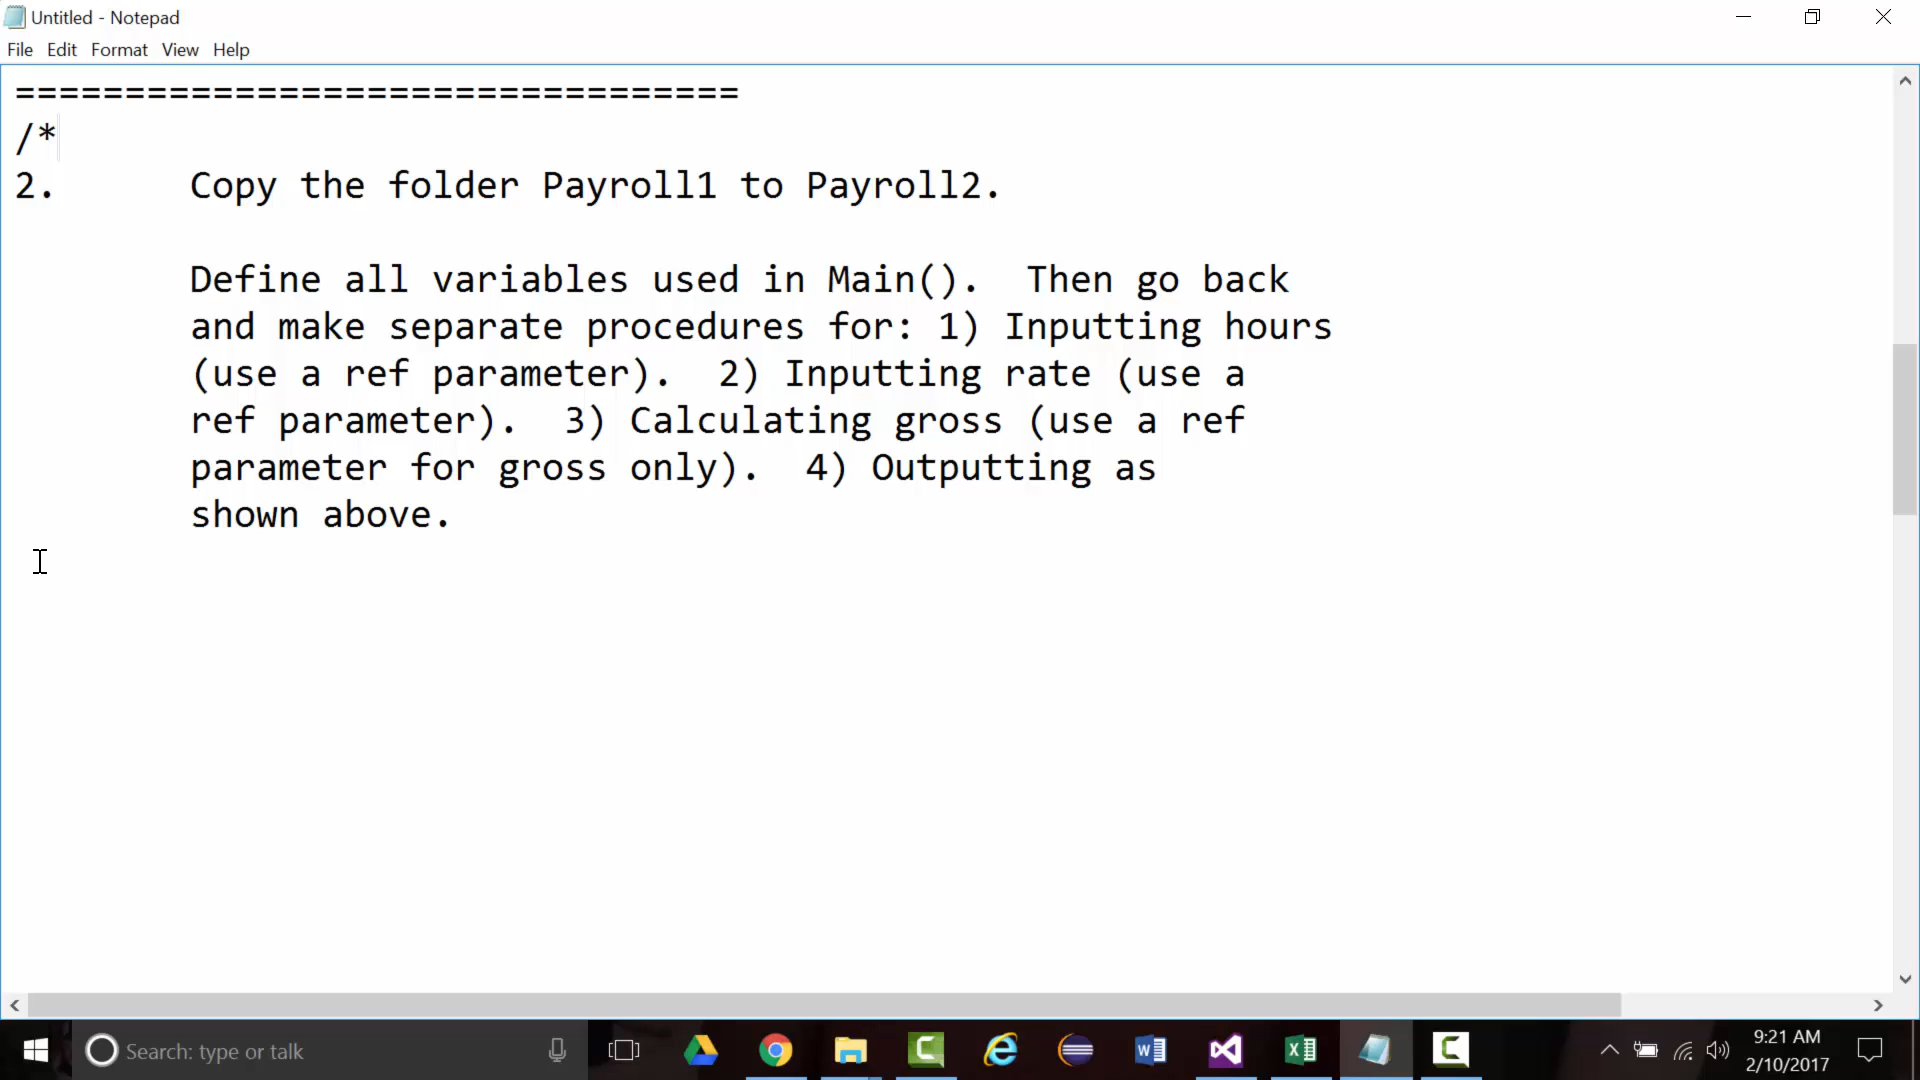 Untitled - Notepad
File Edit Format View Help
=================================
/*
2. Copy the folder Payroll1 to Payroll2.
Define all variables used in Main(). Then go back
and make separate procedures for: 1) Inputting hours
(use a ref parameter). 2) Inputting rate (use a
ref parameter). 3) Calculating gross (use a ref
parameter for gross only). 4) Outputting as
shown above.
Search: type or talk
9:21 AM
2/10/2017